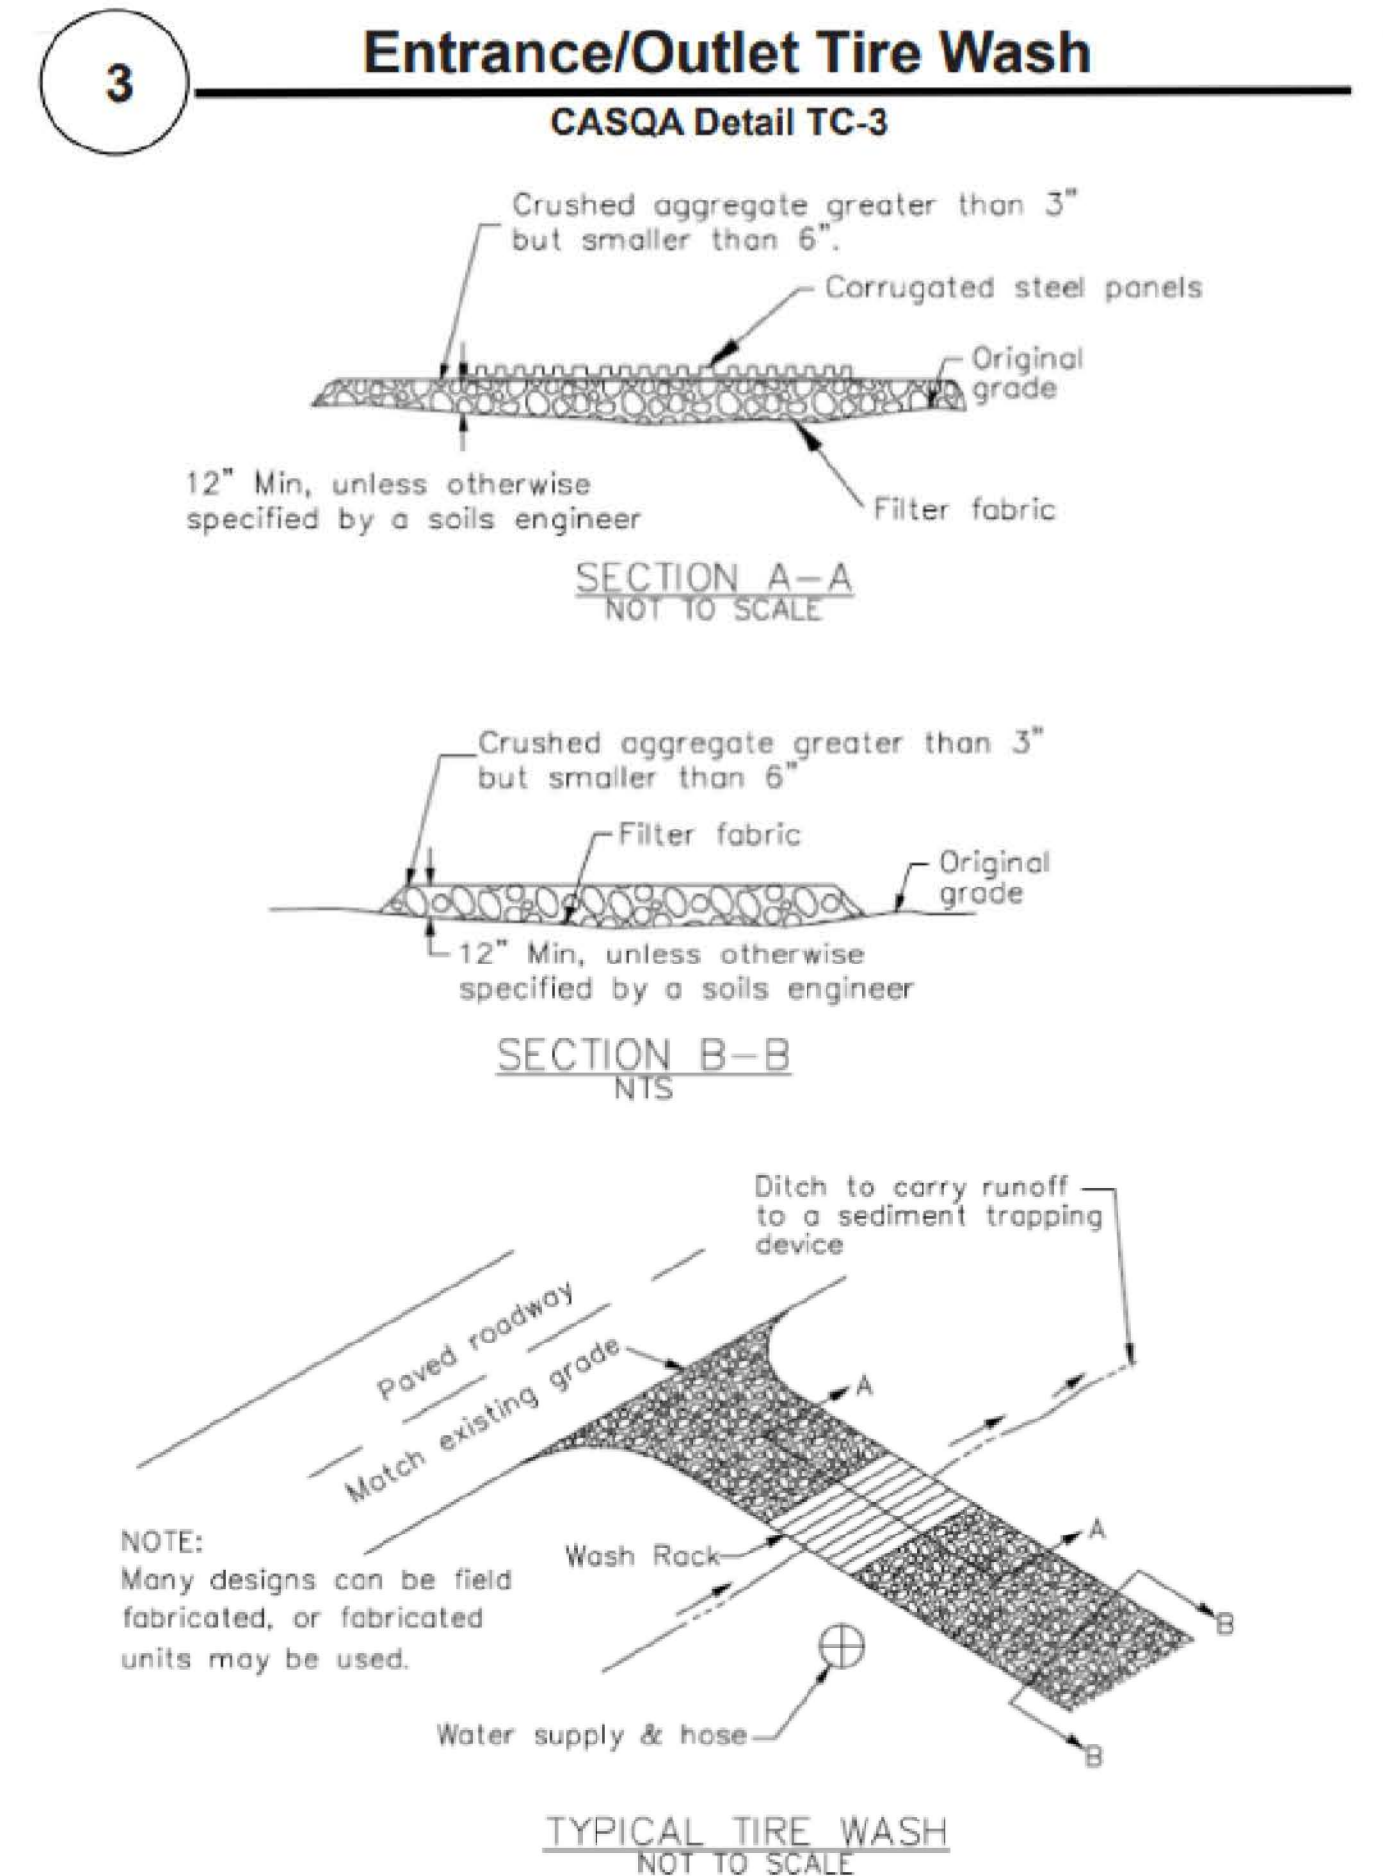 3
Entrance/Outlet Tire Wash
CASQA Detail TC-3
Crushed aggregate greater than 3"
but smaller than 6".
Corrugated steel panels
Original
grade
12" Min, unless otherwise
specified by a soils engineer
Filter fabric
SECTION A-A
NOT TO SCALE
Crushed aggregate greater than 3"
but smaller than 6"
Filter fabric
Original
grade
12" Min, unless otherwise
specified by a soils engineer
SECTION B-B
NTS
Ditch to carry runoff
to a sediment trapping
device
Paved roadway
Match existing grade
A
A
NOTE:
Many designs can be field
fabricated, or fabricated
units may be used.
Wash Rack
B
Water supply & hose
B
TYPICAL TIRE WASH
NOT TO SCALE